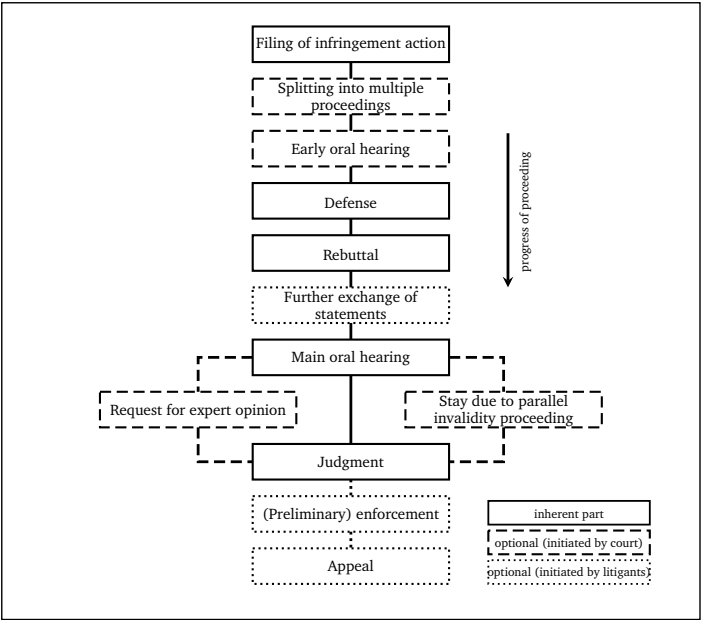 Filing of infringement action
Splitting into multiple
proceedings
Early oral hearing
Defense
Rebuttal
Further exchange of
statements
progress of proceeding
Main oral hearing
Request for expert opinion
Stay due to parallel
invalidity proceeding
Judgment
(Preliminary) enforcement
Appeal
inherent part
optional (initiated by court)
optional (initiated by litigants)